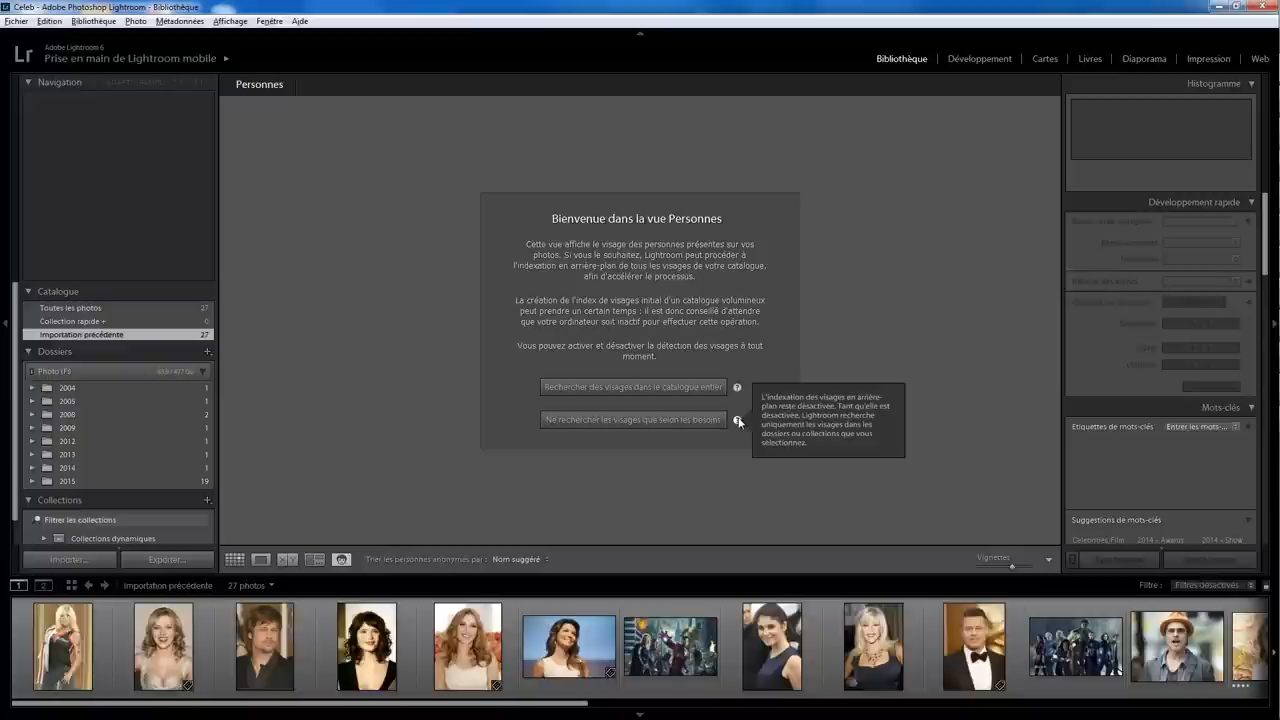 Celeb - Adobe Photoshop Lightroom - Bibliothèque
Fichier Edition Bibliothèque Photo Métadonnées Affichage Fenêtre Aide
Lr
Adobe Lightroom 6
Prise en main de Lightroom mobile
Bibliothèque | Développement | Cartes | Livres | Diaporama | Impression | Web
Navigation
Personnes
Histogramme
Développement rapide
Bienvenue dans la vue Personnes
Cette vue affiche le visage des personnes présentes sur vos
photos. Si vous le souhaitez, Lightroom peut procéder à
l'indexation en arrière-plan de tous les visages de votre catalogue,
afin d'accélérer le processus.
La création de l'index de visages initial d'un catalogue volumineux
peut prendre un certain temps : il est donc conseillé d'attendre
que votre ordinateur soit inactif pour effectuer cette opération.
Vous pouvez activer et désactiver la détection des visages à tout
moment.
Rechercher des visages dans le catalogue entier ?
Ne rechercher les visages que selon les besoins
L'indexation des visages en arrière-
plan reste désactivée. Tant qu'elle est
désactivée, Lightroom recherche
uniquement les visages dans les
dossiers ou collections que vous
sélectionnez.
Catalogue
Toutes les photos 27
Collection rapide + 0
Importation précédente 27
Dossiers +
Photo (F:)
2004 1
2005 1
2008 2
2009 1
2012 1
2013 1
2014 1
2015 19
Collections +
Filtrer les collections
Collections dynamiques
Importer... Exporter...
Mots-clés
Etiquettes de mots-clés Entrer les mots-...
Suggestions de mots-clés
Trier les personnes anonymes par : Nom suggéré
Vignettes
1 2 Importation précédente 27 photos
Filtre : Filtres désactivés